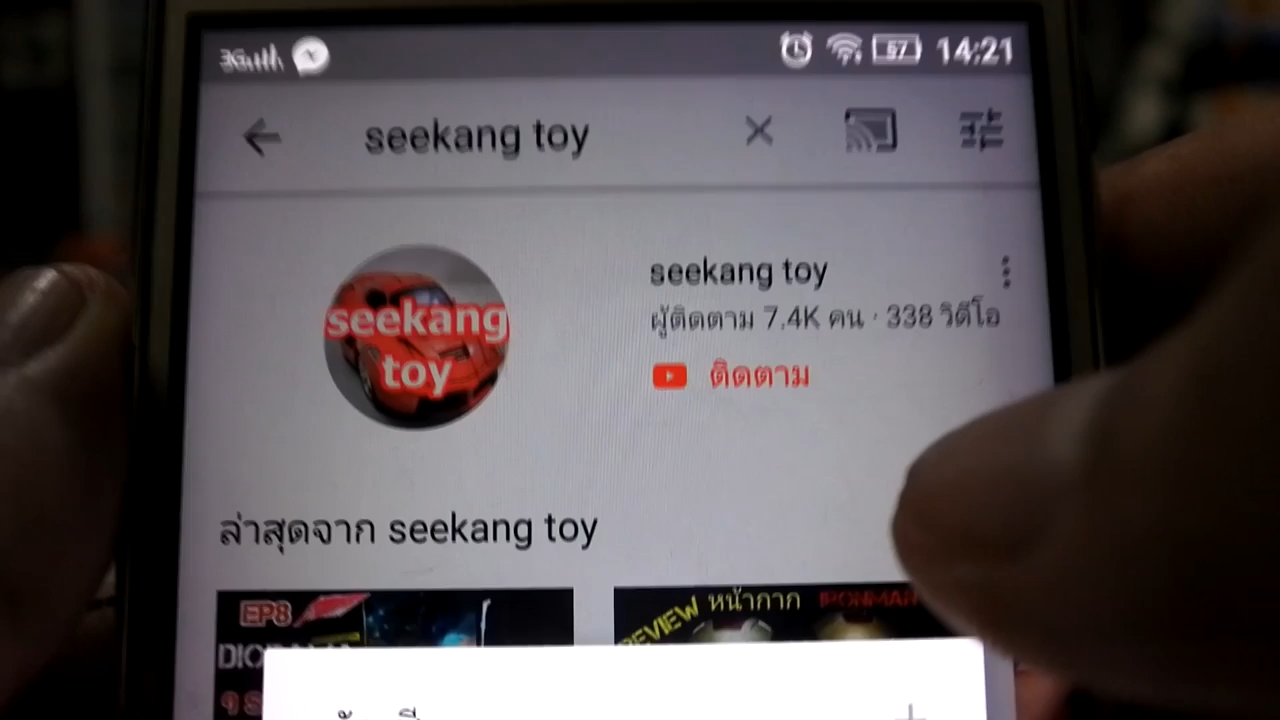 3G 57 14:21
seekang toy
seekang toy
seekang toy
ผู้ติดตาม 7.4K คน · 338 วิดีโอ
ติดตาม
ล่าสุดจาก seekang toy
EP8
REVIEW หน้ากาก IRONMAN